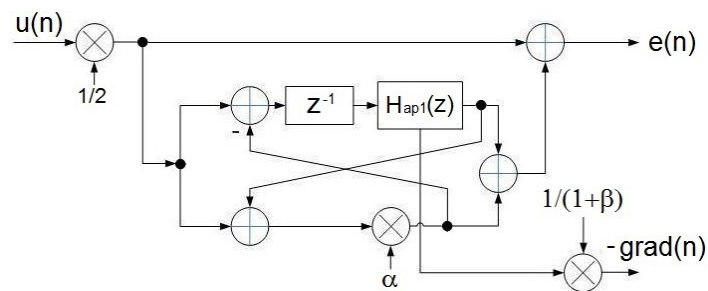 u(n)
e(n)
1/2
-
z⁻¹
Hap1(z)
1/(1+β)
α
-grad(n)